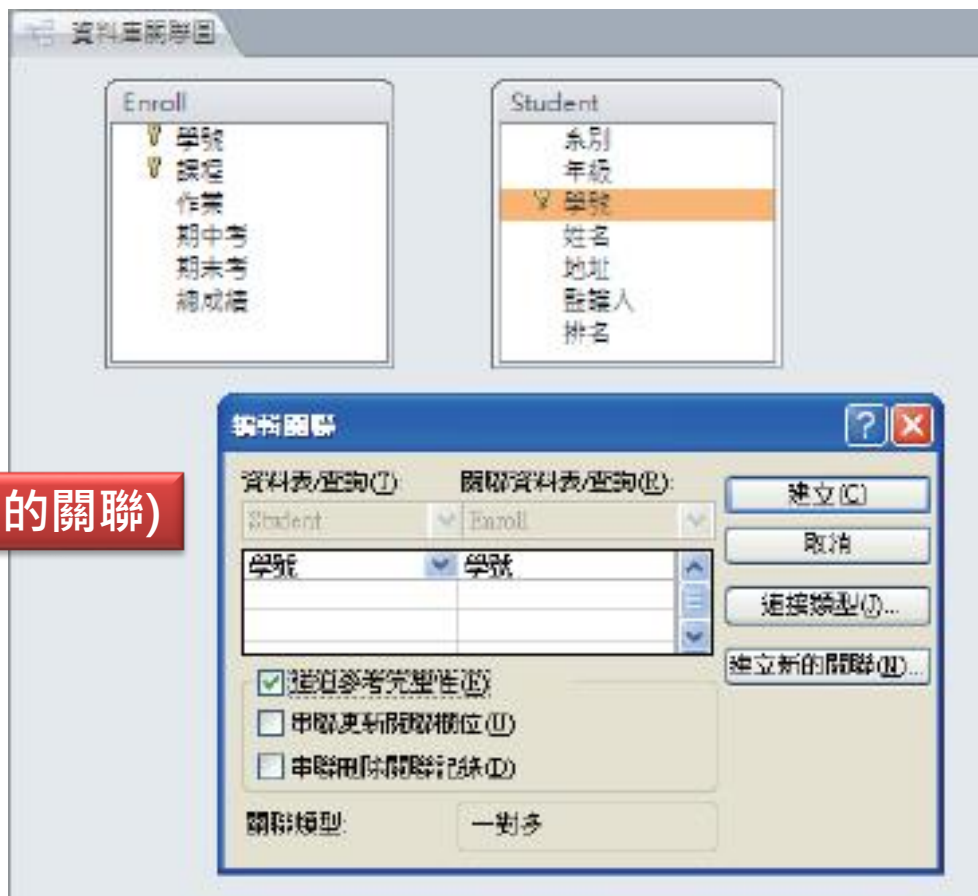 資料庫關聯圖
Enroll
學號
課程
作業
期中考
期末考
總成績
Student
系別
年級
學號
姓名
地址
監護人
排名
的關聯)
編輯關聯
資料表/查詢(T):
關聯資料表/查詢(R):
Student
Enroll
學號
學號
建立(C)
取消
連接類型(J)...
建立新的關聯(N)...
強迫參考完整性(E)
串聯更新關聯欄位(U)
串聯刪除關聯記錄(D)
關聯類型:
一對多